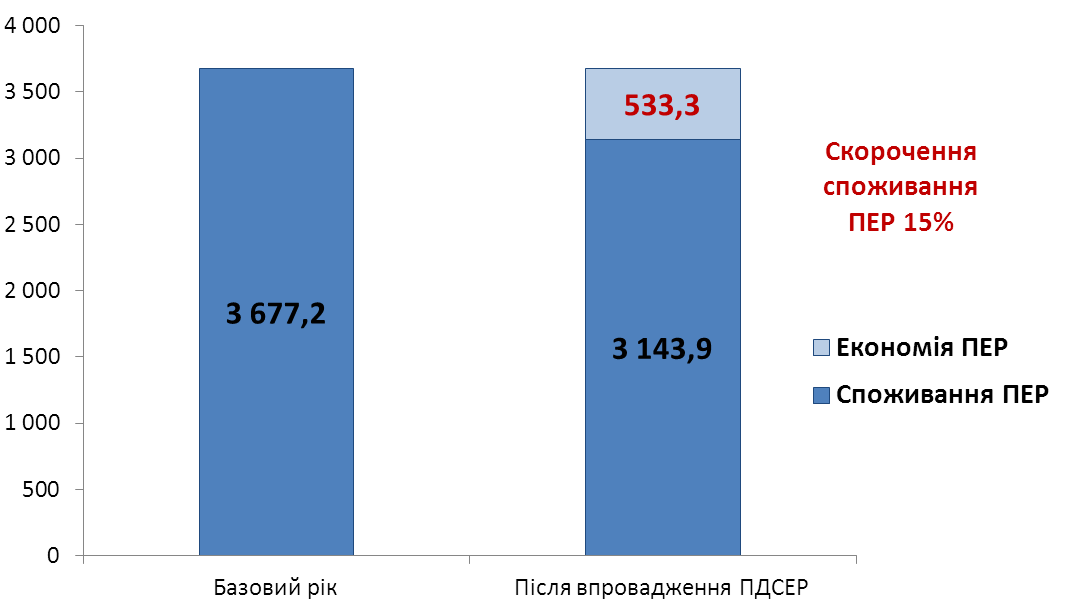 4 000
3 500
3 000
2 500
2 000
1 500
1 000
500
0
3 677,2
533,3
3 143,9
Базовий рік
Після впровадження ПДСЕР
Скорочення
споживання
ПЕР 15%
Економія ПЕР
Споживання ПЕР